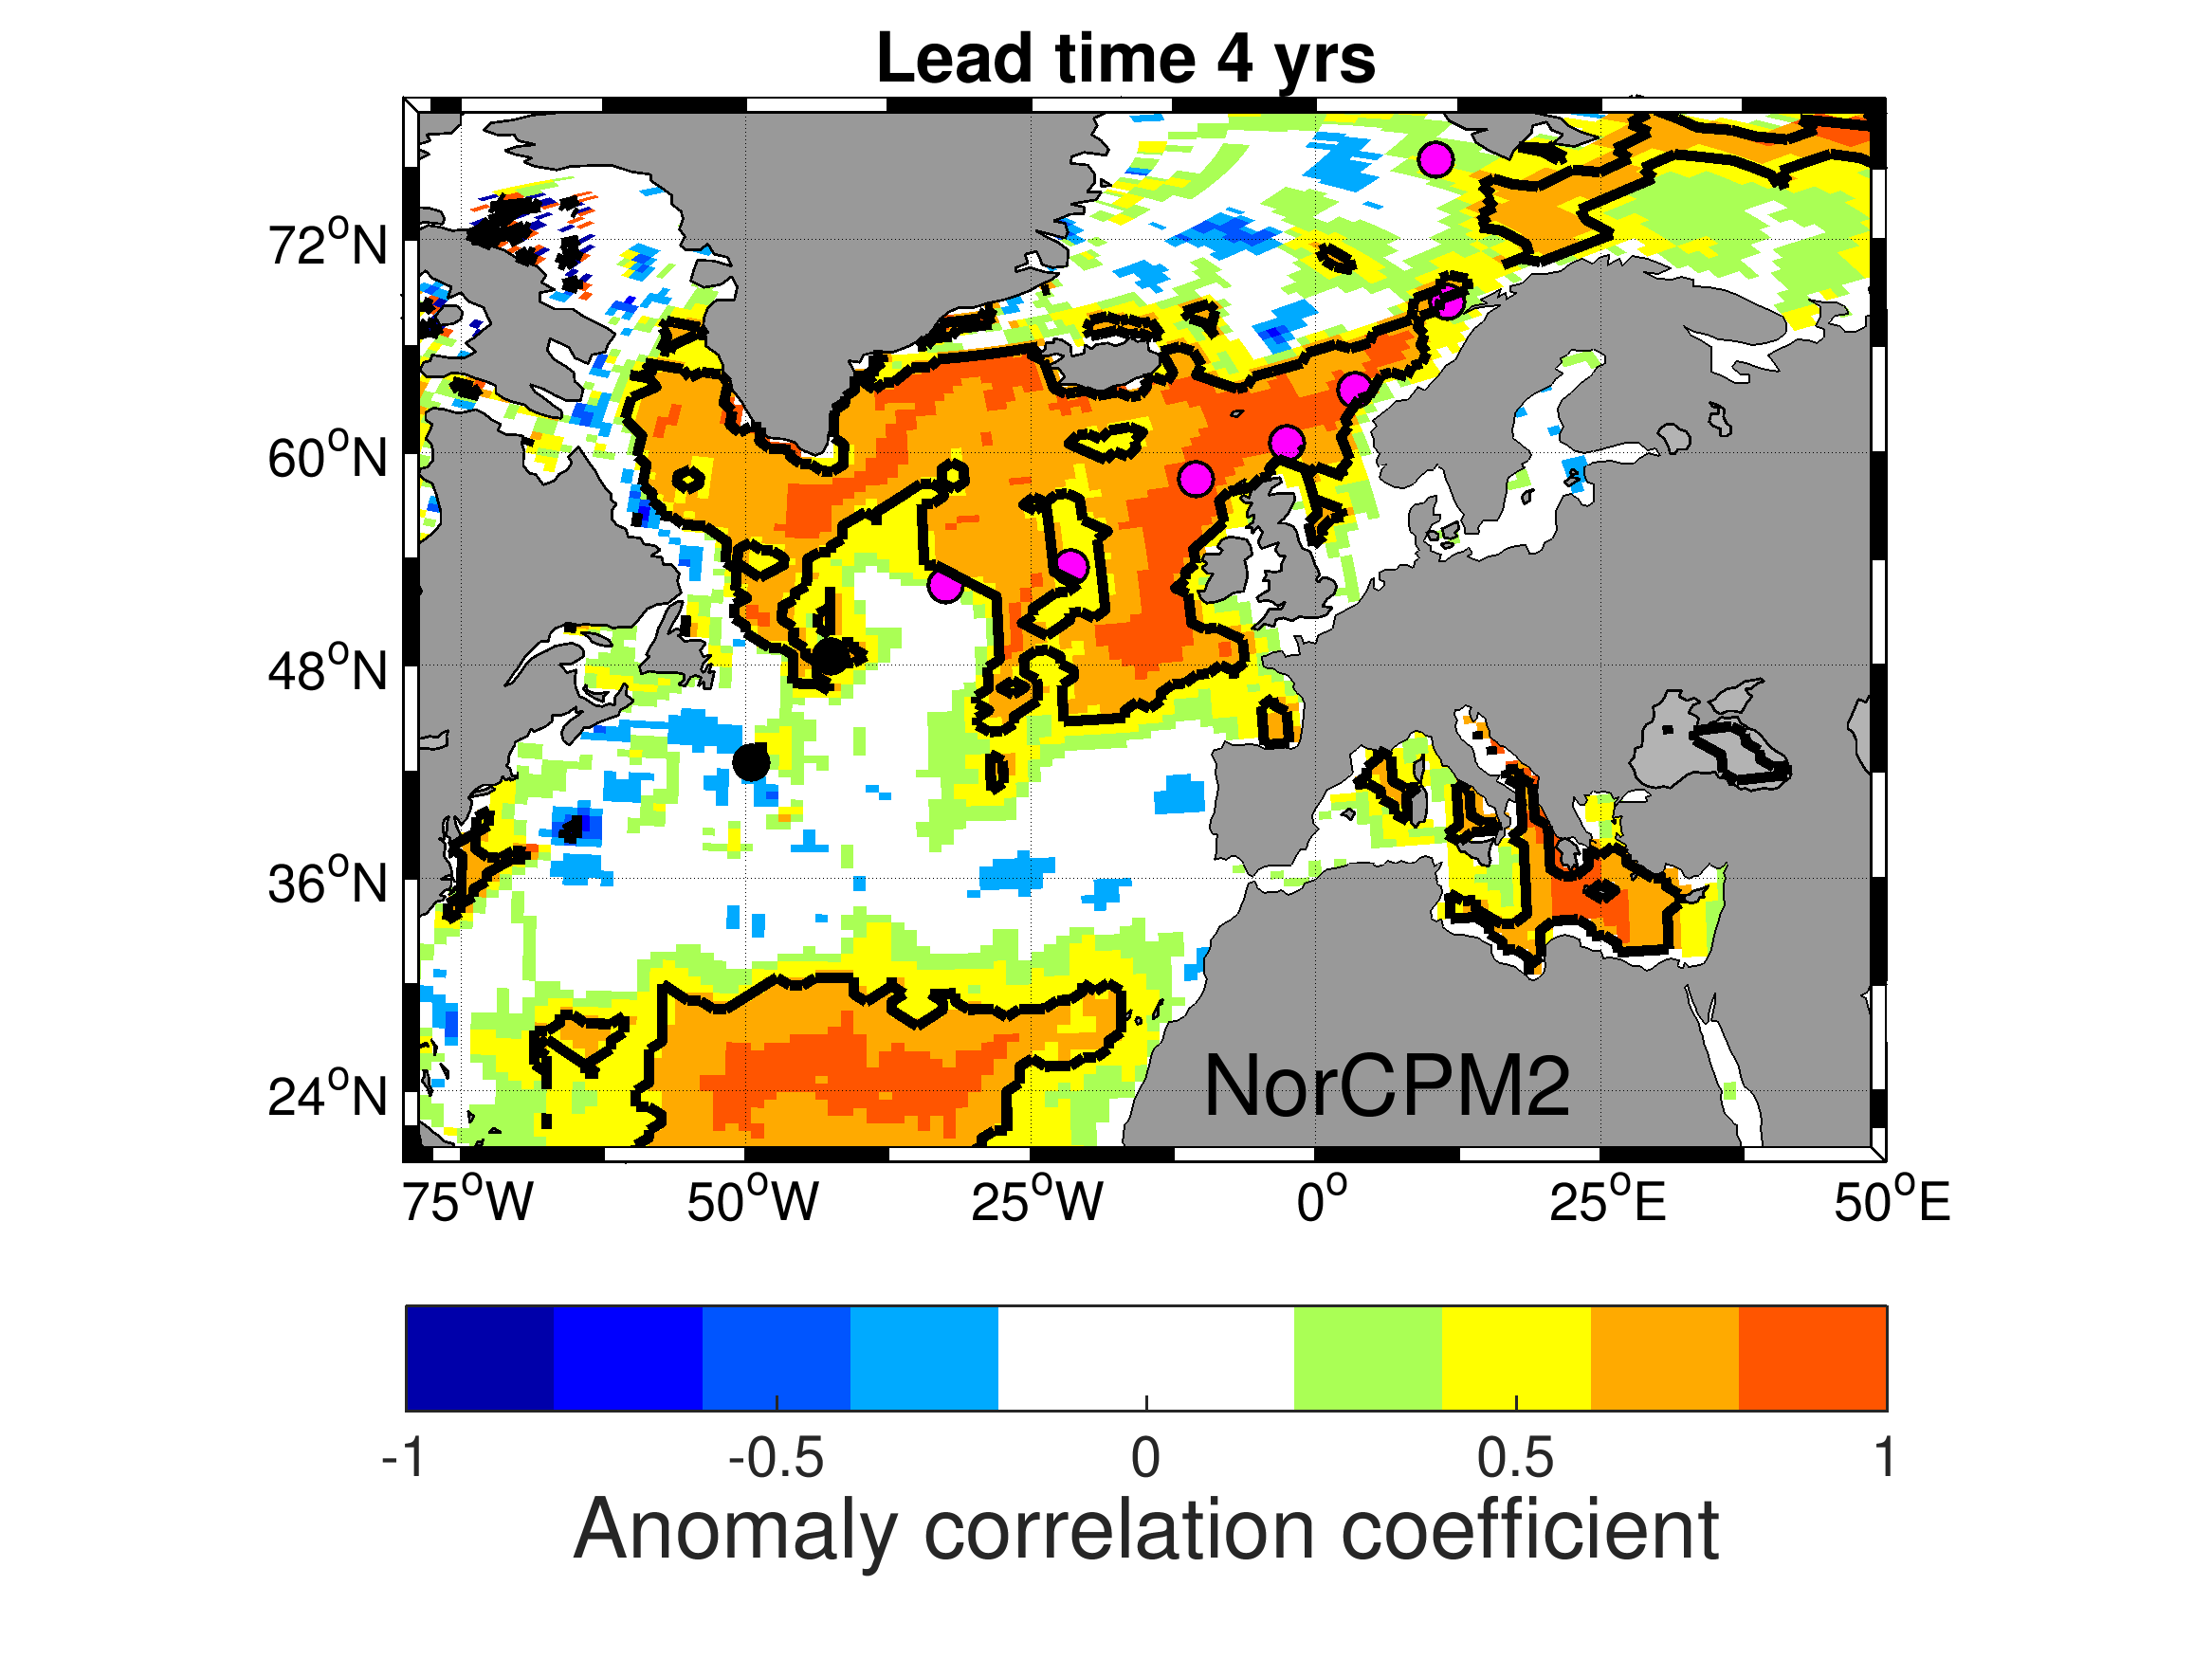 Lead time 4 yrs
72°N
60°N
48°N
36°N
24°N
NorCPM2
75°W 50°W 25°W 0° 25°E 50°E
-1 -0.5 0 0.5 1
Anomaly correlation coefficient